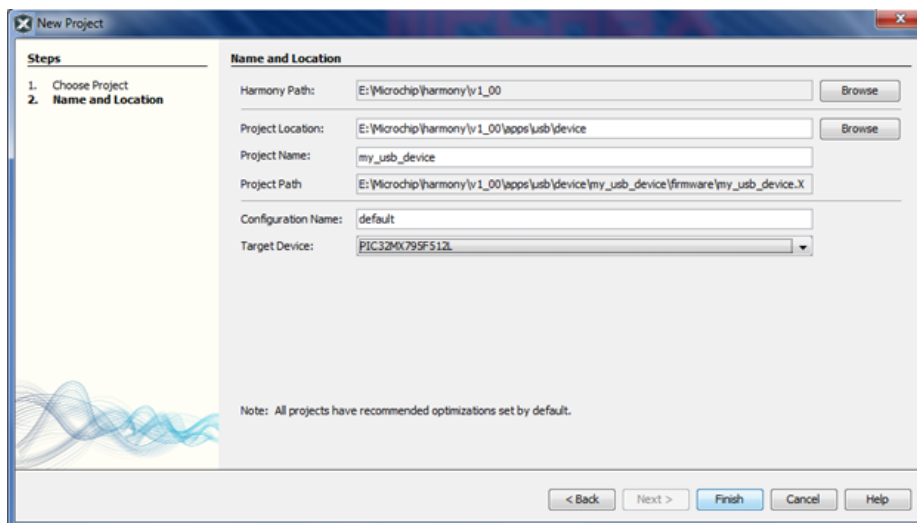 New Project
Steps
1. Choose Project
2. Name and Location
Name and Location
Harmony Path: E:\Microchip\harmony\v1_00 Browse
Project Location: E:\Microchip\harmony\v1_00\apps\usb\device Browse
Project Name: my_usb_device
Project Path E:\Microchip\harmony\v1_00\apps\usb\device\my_usb_device\firmware\my_usb_device.X
Configuration Name: default
Target Device: PIC32MX795F512L
Note: All projects have recommended optimizations set by default.
< Back Next > Finish Cancel Help